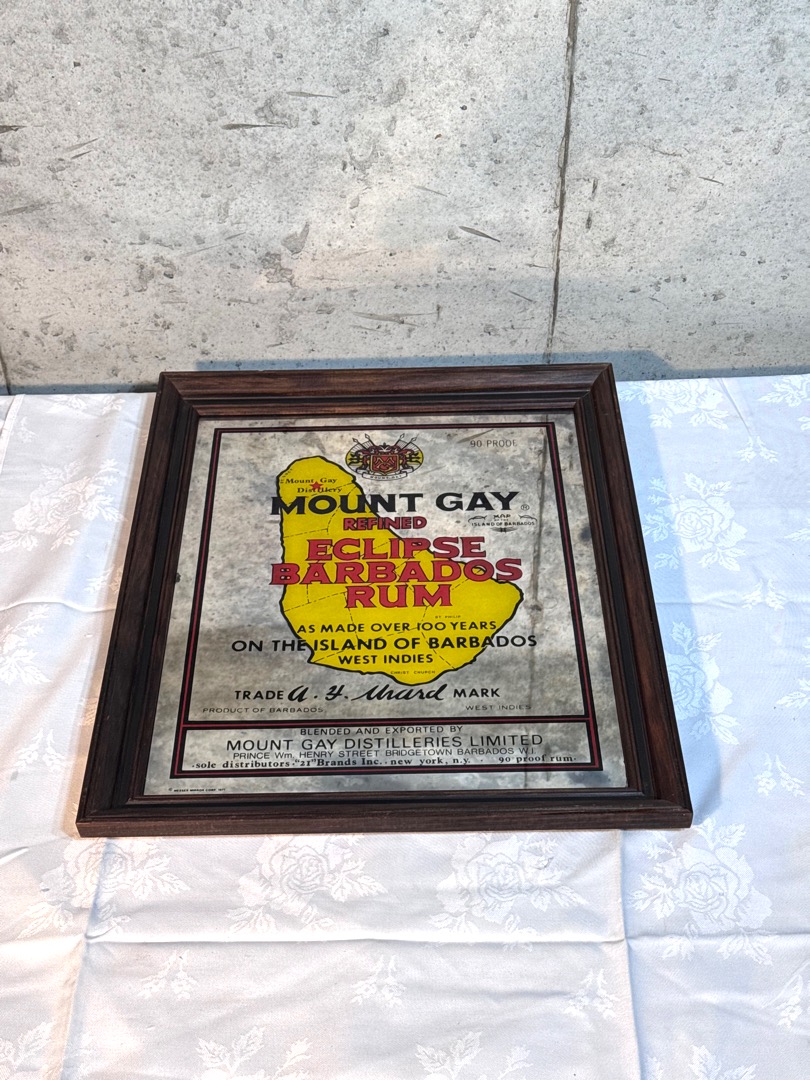 90 PROOF
Mount Gay
Distillery
MOUNT GAY ®
REFINED
MAP
ISLAND OF BARBADOS
ECLIPSE
BARBADOS
RUM
AS MADE OVER 100 YEARS
ON THE ISLAND OF BARBADOS
WEST INDIES
CHRIST CHURCH
TRADE MARK
PRODUCT OF BARBADOS WEST INDIES
BLENDED AND EXPORTED BY
MOUNT GAY DISTILLERIES LIMITED
PRINCE Wm. HENRY STREET BRIDGETOWN BARBADOS W.I.
·sole distributors·"21"Brands Inc.·new york, n.y. · 90 proof rum·